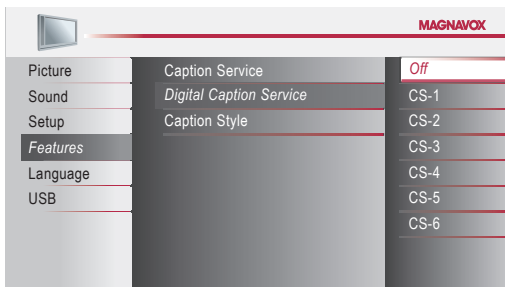 MAGNAVOX
Picture
Sound
Setup
Features
Language
USB
Caption Service
Digital Caption Service
Caption Style
Off
CS-1
CS-2
CS-3
CS-4
CS-5
CS-6